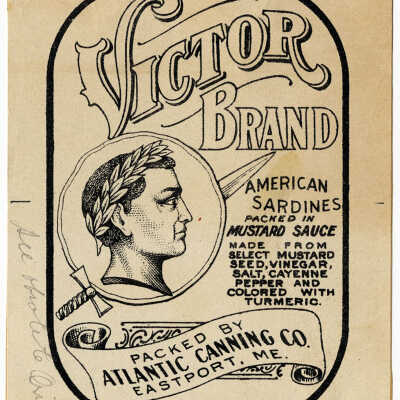 VICTOR
BRAND
AMERICAN
SARDINES
PACKED IN
MUSTARD SAUCE
MADE FROM
SELECT MUSTARD
SEED, VINEGAR,
SALT, CAYENNE
PEPPER AND
COLORED WITH
TURMERIC.
PACKED BY
ATLANTIC CANNING CO.
EASTPORT, ME.
See